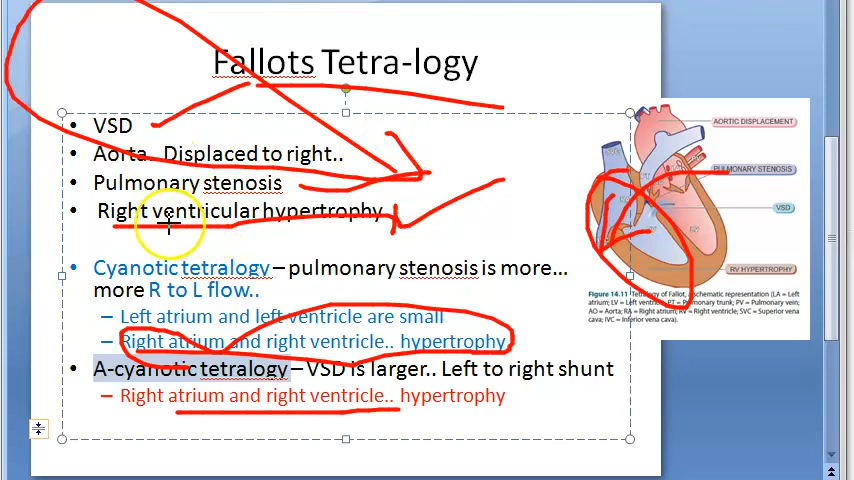 Fallots Tetra-logy
• VSD
• Aorta. Displaced to right..
• Pulmonary stenosis
• Right ventricular hypertrophy
• Cyanotic tetralogy – pulmonary stenosis is more...
more R to L flow..
– Left atrium and left ventricle are small
– Right atrium and right ventricle.. hypertrophy
• A-cyanotic tetralogy – VSD is larger.. Left to right shunt
– Right atrium and right ventricle.. hypertrophy
AORTIC DISPLACEMENT
SVC
PULMONARY STENOSIS
VSD
RV HYPERTROPHY
Figure 14.11 Tetralogy of Fallot, schematic representation (LA = Left
atrium; LV = Left ventricle; PT = Pulmonary trunk; PV = Pulmonary vein;
AO = Aorta; RA = Right atrium; RV = Right ventricle; SVC = Superior vena
cava; IVC = Inferior vena cava).